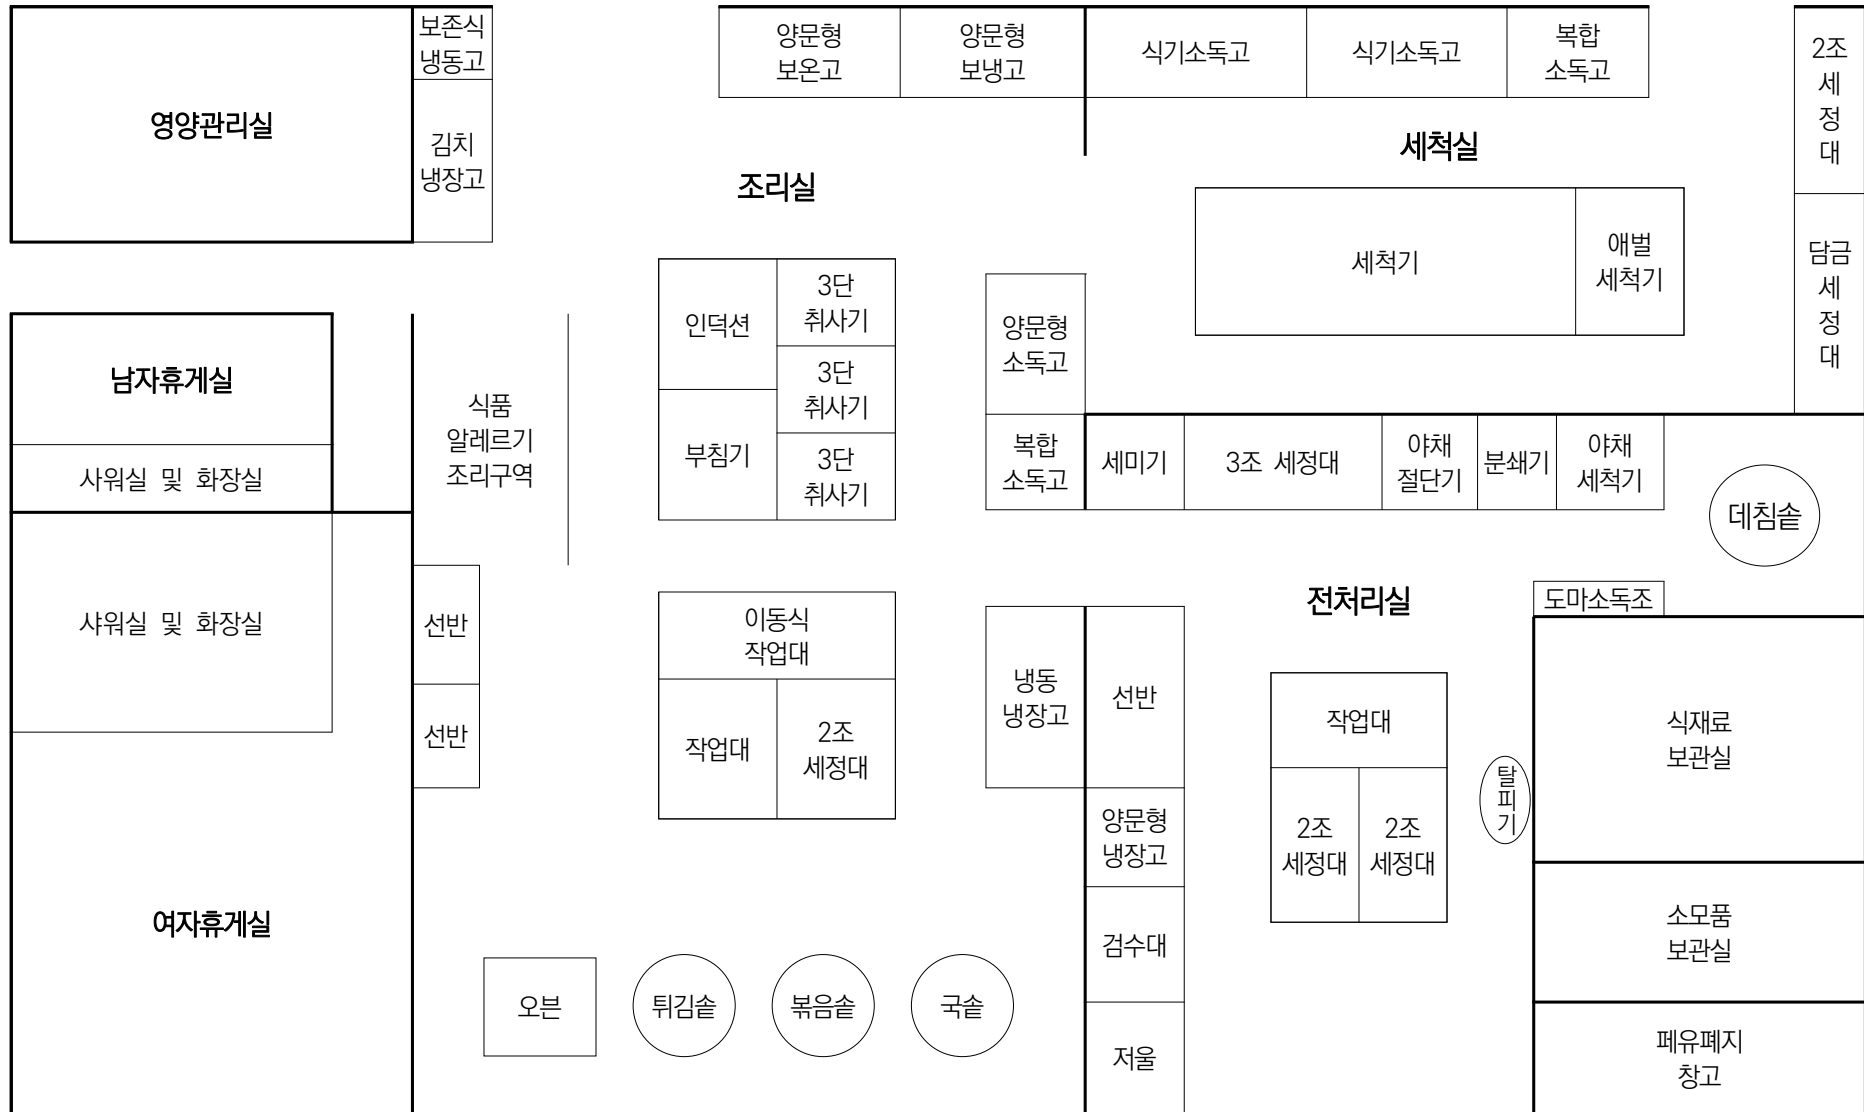 보존식
냉동고
양문형
보온고
양문형
보냉고
식기소독고
식기소독고
복합
소독고
2조
세
정
대
영양관리실
김치
냉장고
조리실
세척실
담금
세
정
대
세척기
애벌
세척기
인덕션
3단
취사기
3단
취사기
부침기
3단
취사기
양문형
소독고
남자휴게실
샤워실 및 화장실
식품
알레르기
조리구역
복합
소독고
세미기
3조 세정대
야채
절단기
분쇄기
야채
세척기
데침솥
샤워실 및 화장실
선반
선반
이동식
작업대
작업대
2조
세정대
냉동
냉장고
선반
전처리실
도마소독조
작업대
2조
세정대
2조
세정대
탈
피
기
식재료
보관실
양문형
냉장고
여자휴게실
검수대
소모품
보관실
오븐
튀김솥
볶음솥
국솥
저울
페유폐지
창고